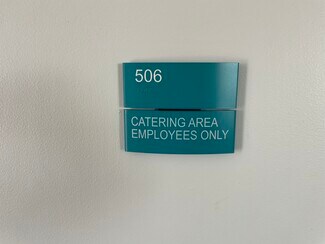 506
CATERING AREA
EMPLOYEES ONLY